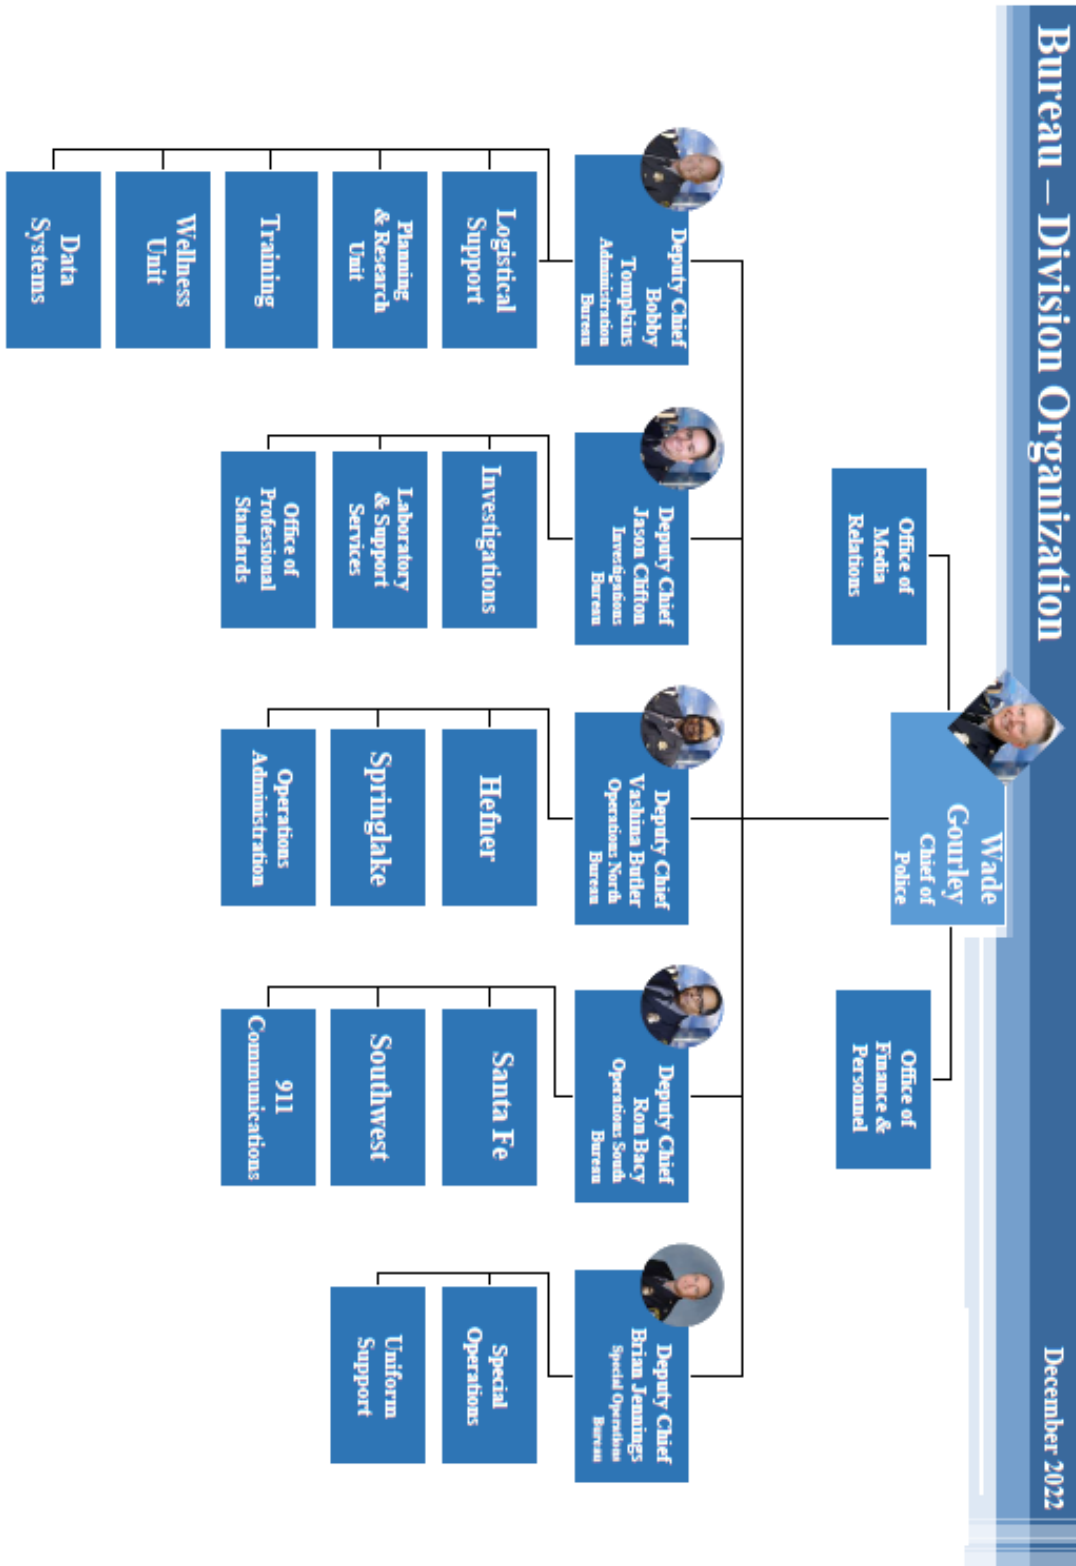 Bureau – Division Organization
December 2022
Wade
Gourley
Chief of
Police
Office of
Media
Relations
Office of
Finance &
Personnel
Deputy Chief
Bobby
Tompkins
Administration
Bureau
Logistical
Support
Planning
& Research
Unit
Training
Wellness
Unit
Data
Systems
Deputy Chief
Jason Clifton
Investigations
Bureau
Investigations
Laboratory
& Support
Services
Office of
Professional
Standards
Deputy Chief
Vashina Butler
Operations North
Bureau
Hefner
Springlake
Operations
Administration
Deputy Chief
Ron Bacy
Operations South
Bureau
Santa Fe
Southwest
911
Communications
Deputy Chief
Brian Jennings
Special Operations
Bureau
Special
Operations
Uniform
Support